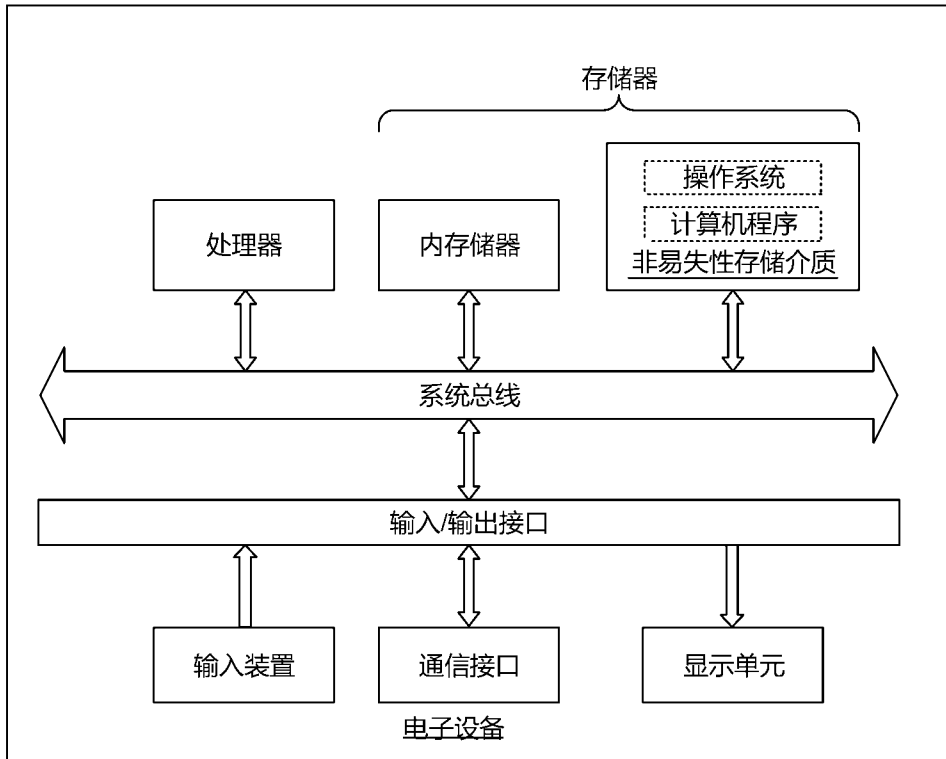 存储器
操作系统
计算机程序
非易失性存储介质
处理器
内存储器
系统总线
输入/输出接口
输入装置
通信接口
显示单元
电子设备